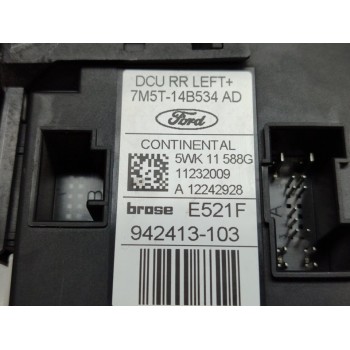 DCU RR LEFT+
7M5T-14B534 AD
Ford
CONTINENTAL
5WK 11 588G
11232009
A 12242928
brose E521F
942413-103